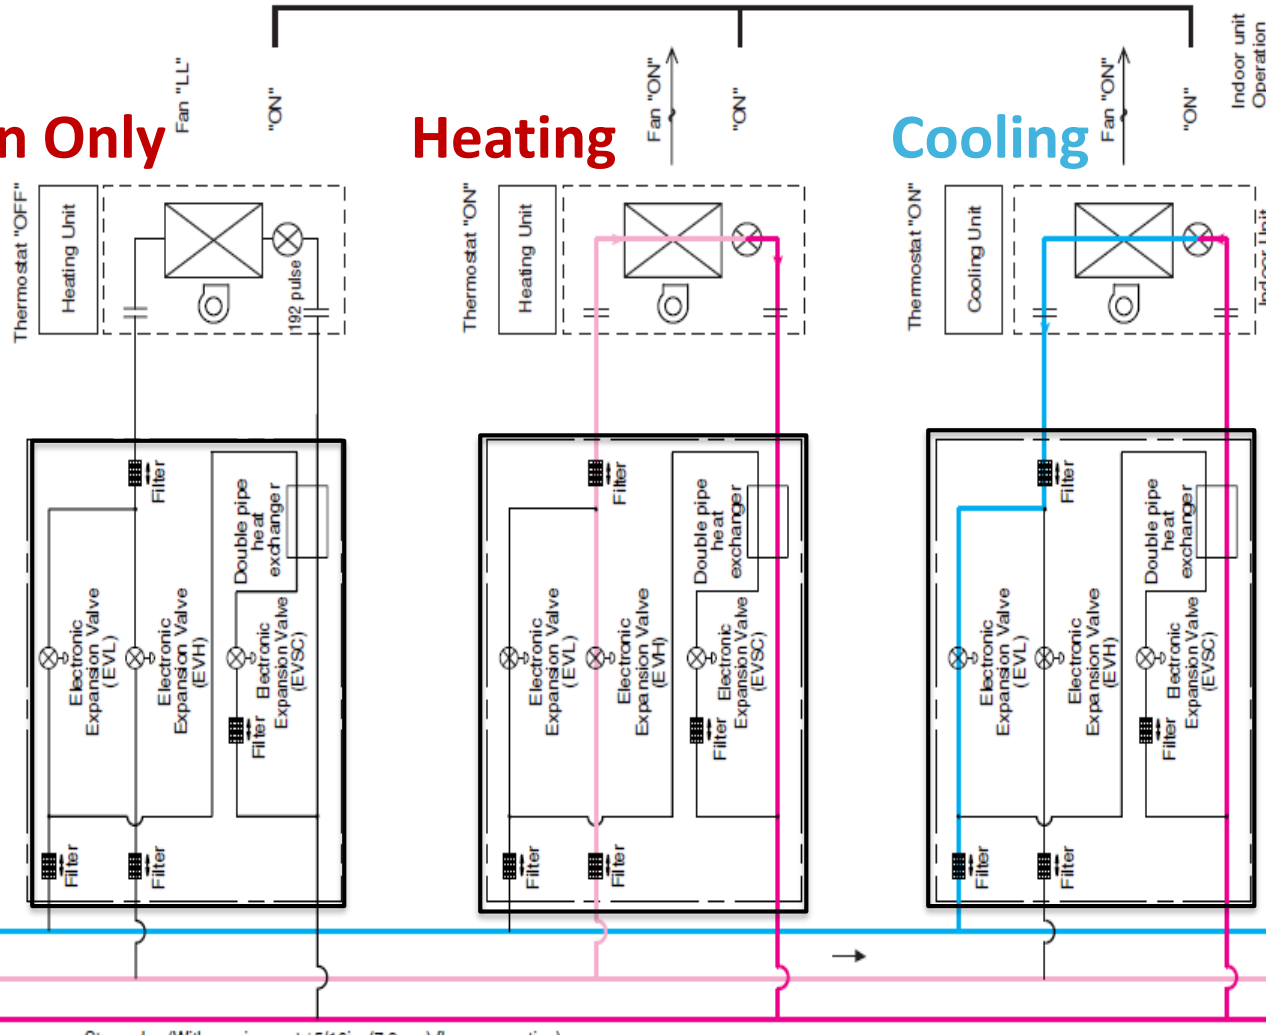 Fan "LL"
"ON"
Fan "ON"
"ON"
Fan "ON"
"ON"
Indoor unit
Operation
n Only
Heating
Cooling
Thermostat "OFF"
Heating Unit
192 pulse
Thermostat "ON"
Heating Unit
Thermostat "ON"
Cooling Unit
Indoor Unit
Filter
Double pipe
heat
exchanger
Electronic
Expansion Valve
(EVL)
Electronic
Expansion Valve
(EVH)
Electronic
Expansion Valve
(EVSC)
Filter
Filter
Filter
Filter
Double pipe
heat
exchanger
Electronic
Expansion Valve
(EVL)
Electronic
Expansion Valve
(EVH)
Electronic
Expansion Valve
(EVSC)
Filter
Filter
Filter
Filter
Double pipe
heat
exchanger
Electronic
Expansion Valve
(EVL)
Electronic
Expansion Valve
(EVH)
Electronic
Expansion Valve
(EVSC)
Filter
Filter
Filter